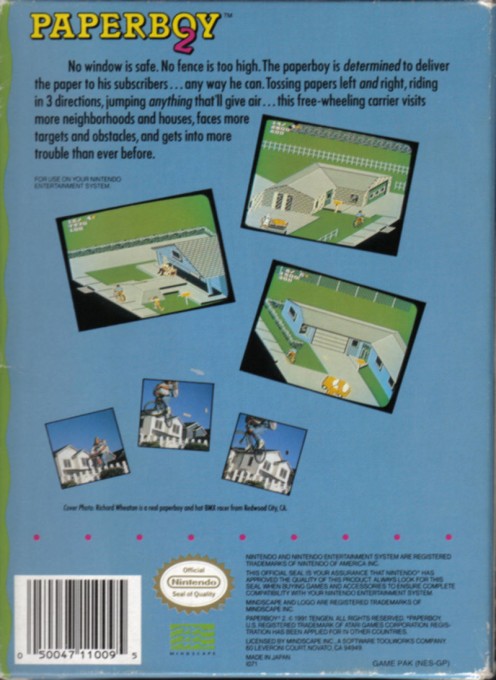 PAPERBOY 2™
No window is safe. No fence is too high. The paperboy is determined to deliver
the paper to his subscribers...any way he can. Tossing papers left and right, riding
in 3 directions, jumping anything that'll give air...this free-wheeling carrier visits
more neighborhoods and houses, faces more
targets and obstacles, and gets into more
trouble than ever before.
FOR USE ON YOUR NINTENDO
ENTERTAINMENT SYSTEM
Cover Photo: Richard Wheaton is a real paperboy and hot BMX racer from Redwood City, CA.
NINTENDO AND NINTENDO ENTERTAINMENT SYSTEM ARE REGISTERED
TRADEMARKS OF NINTENDO OF AMERICA INC.
THIS OFFICIAL SEAL IS YOUR ASSURANCE THAT NINTENDO® HAS
APPROVED THE QUALITY OF THIS PRODUCT. ALWAYS LOOK FOR THIS
SEAL WHEN BUYING GAMES AND ACCESSORIES TO ENSURE COMPLETE
COMPATIBILITY WITH YOUR NINTENDO ENTERTAINMENT SYSTEM.
MINDSCAPE AND LOGO ARE REGISTERED TRADEMARKS OF
MINDSCAPE INC.
PAPERBOY® 2, © 1991 TENGEN. ALL RIGHTS RESERVED. "PAPERBOY
U.S. REGISTERED TRADEMARK OF ATARI GAMES CORPORATION. REGIS-
TRATION HAS BEEN APPLIED FOR IN OTHER COUNTRIES.
LICENSED BY MINDSCAPE INC., A SOFTWARE TOOLWORKS COMPANY
60 LEVERON COURT, NOVATO, CA 94949
MADE IN JAPAN
GAME PAK (NES-GP)
Official
Nintendo
Seal of Quality
MINDSCAPE
0 50047 11009 5